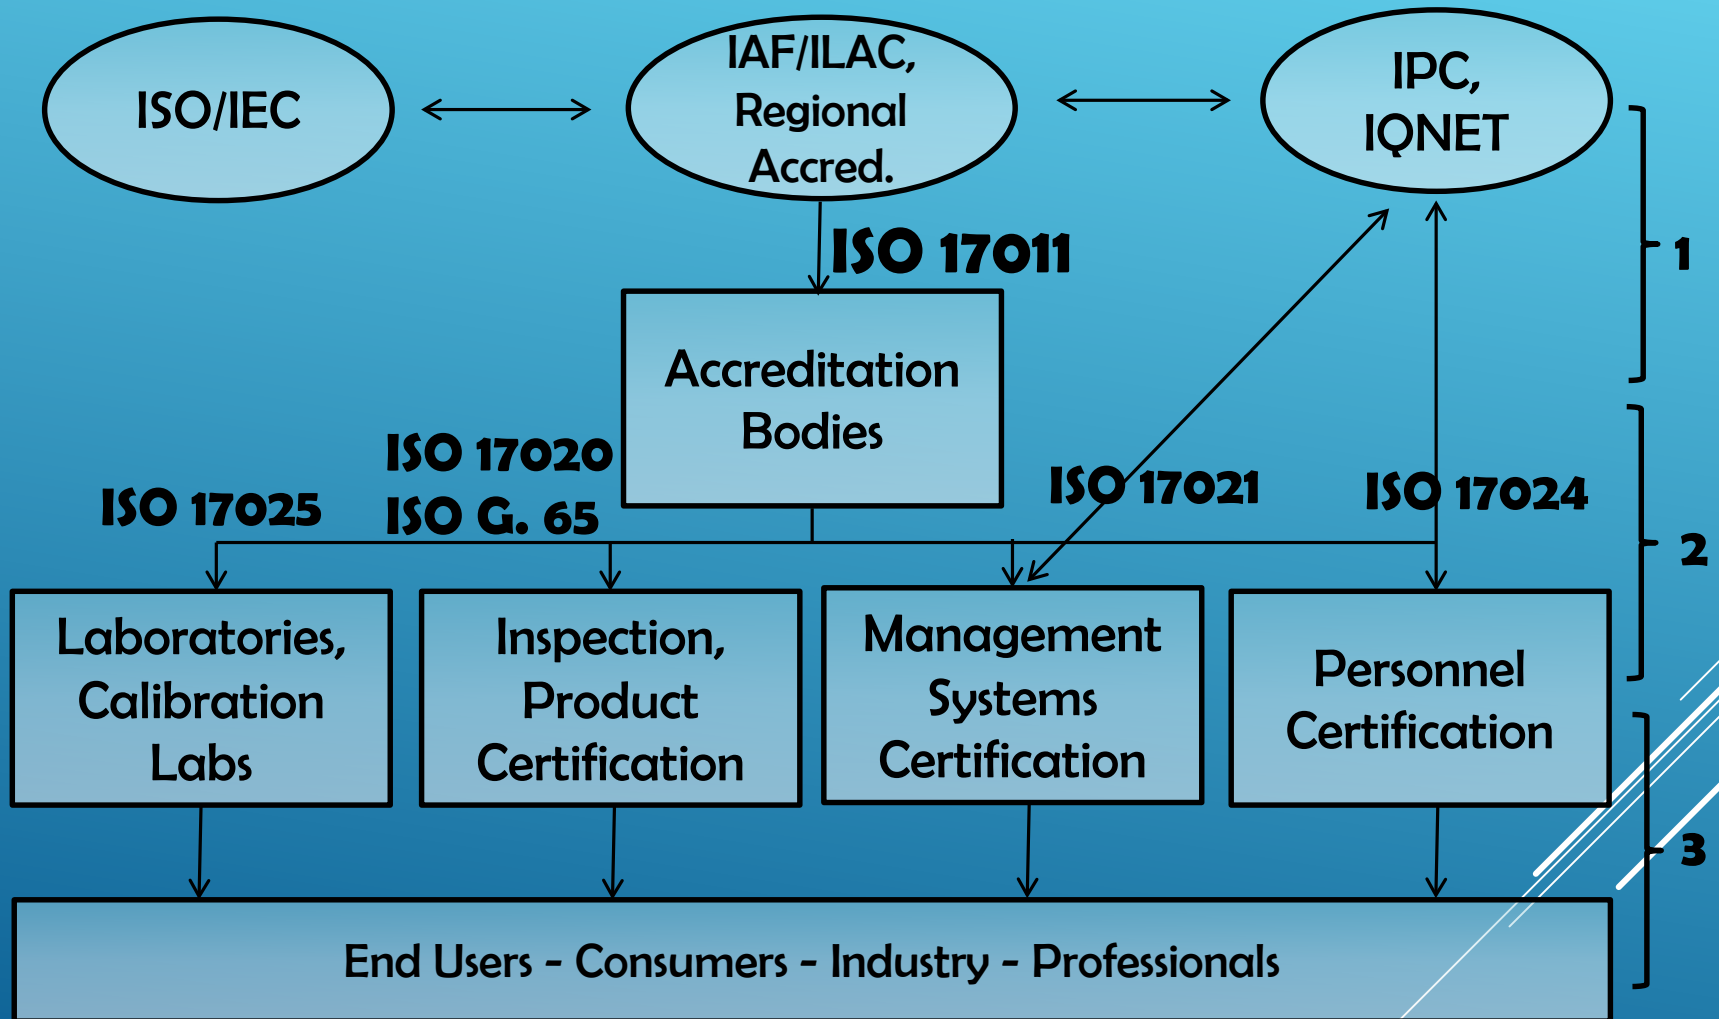 ISO/IEC
IAF/ILAC,
Regional
Accred.
IPC,
IQNET
ISO 17011
1
Accreditation
Bodies
ISO 17025
ISO 17020
ISO G. 65
ISO 17021
ISO 17024
2
Laboratories,
Calibration
Labs
Inspection,
Product
Certification
Management
Systems
Certification
Personnel
Certification
3
End Users - Consumers - Industry - Professionals